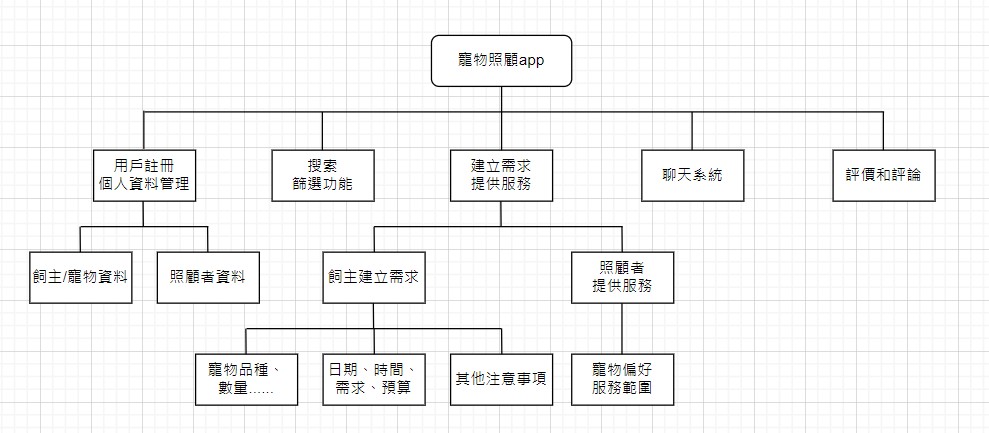 寵物照顧app
用戶註冊
個人資料管理
搜索
篩選功能
建立需求
提供服務
聊天系統
評價和評論
飼主/寵物資料
照顧者資料
飼主建立需求
照顧者
提供服務
寵物品種、
數量......
日期、時間、
需求、預算
其他注意事項
寵物偏好
服務範圍